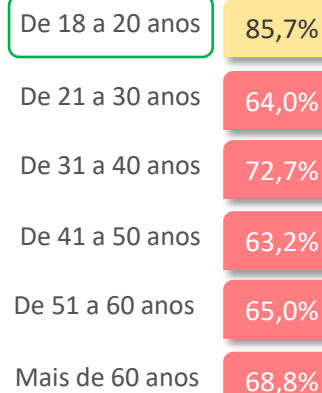 De 18 a 20 anos 85,7%
De 21 a 30 anos 64,0%
De 31 a 40 anos 72,7%
De 41 a 50 anos 63,2%
De 51 a 60 anos 65,0%
Mais de 60 anos 68,8%